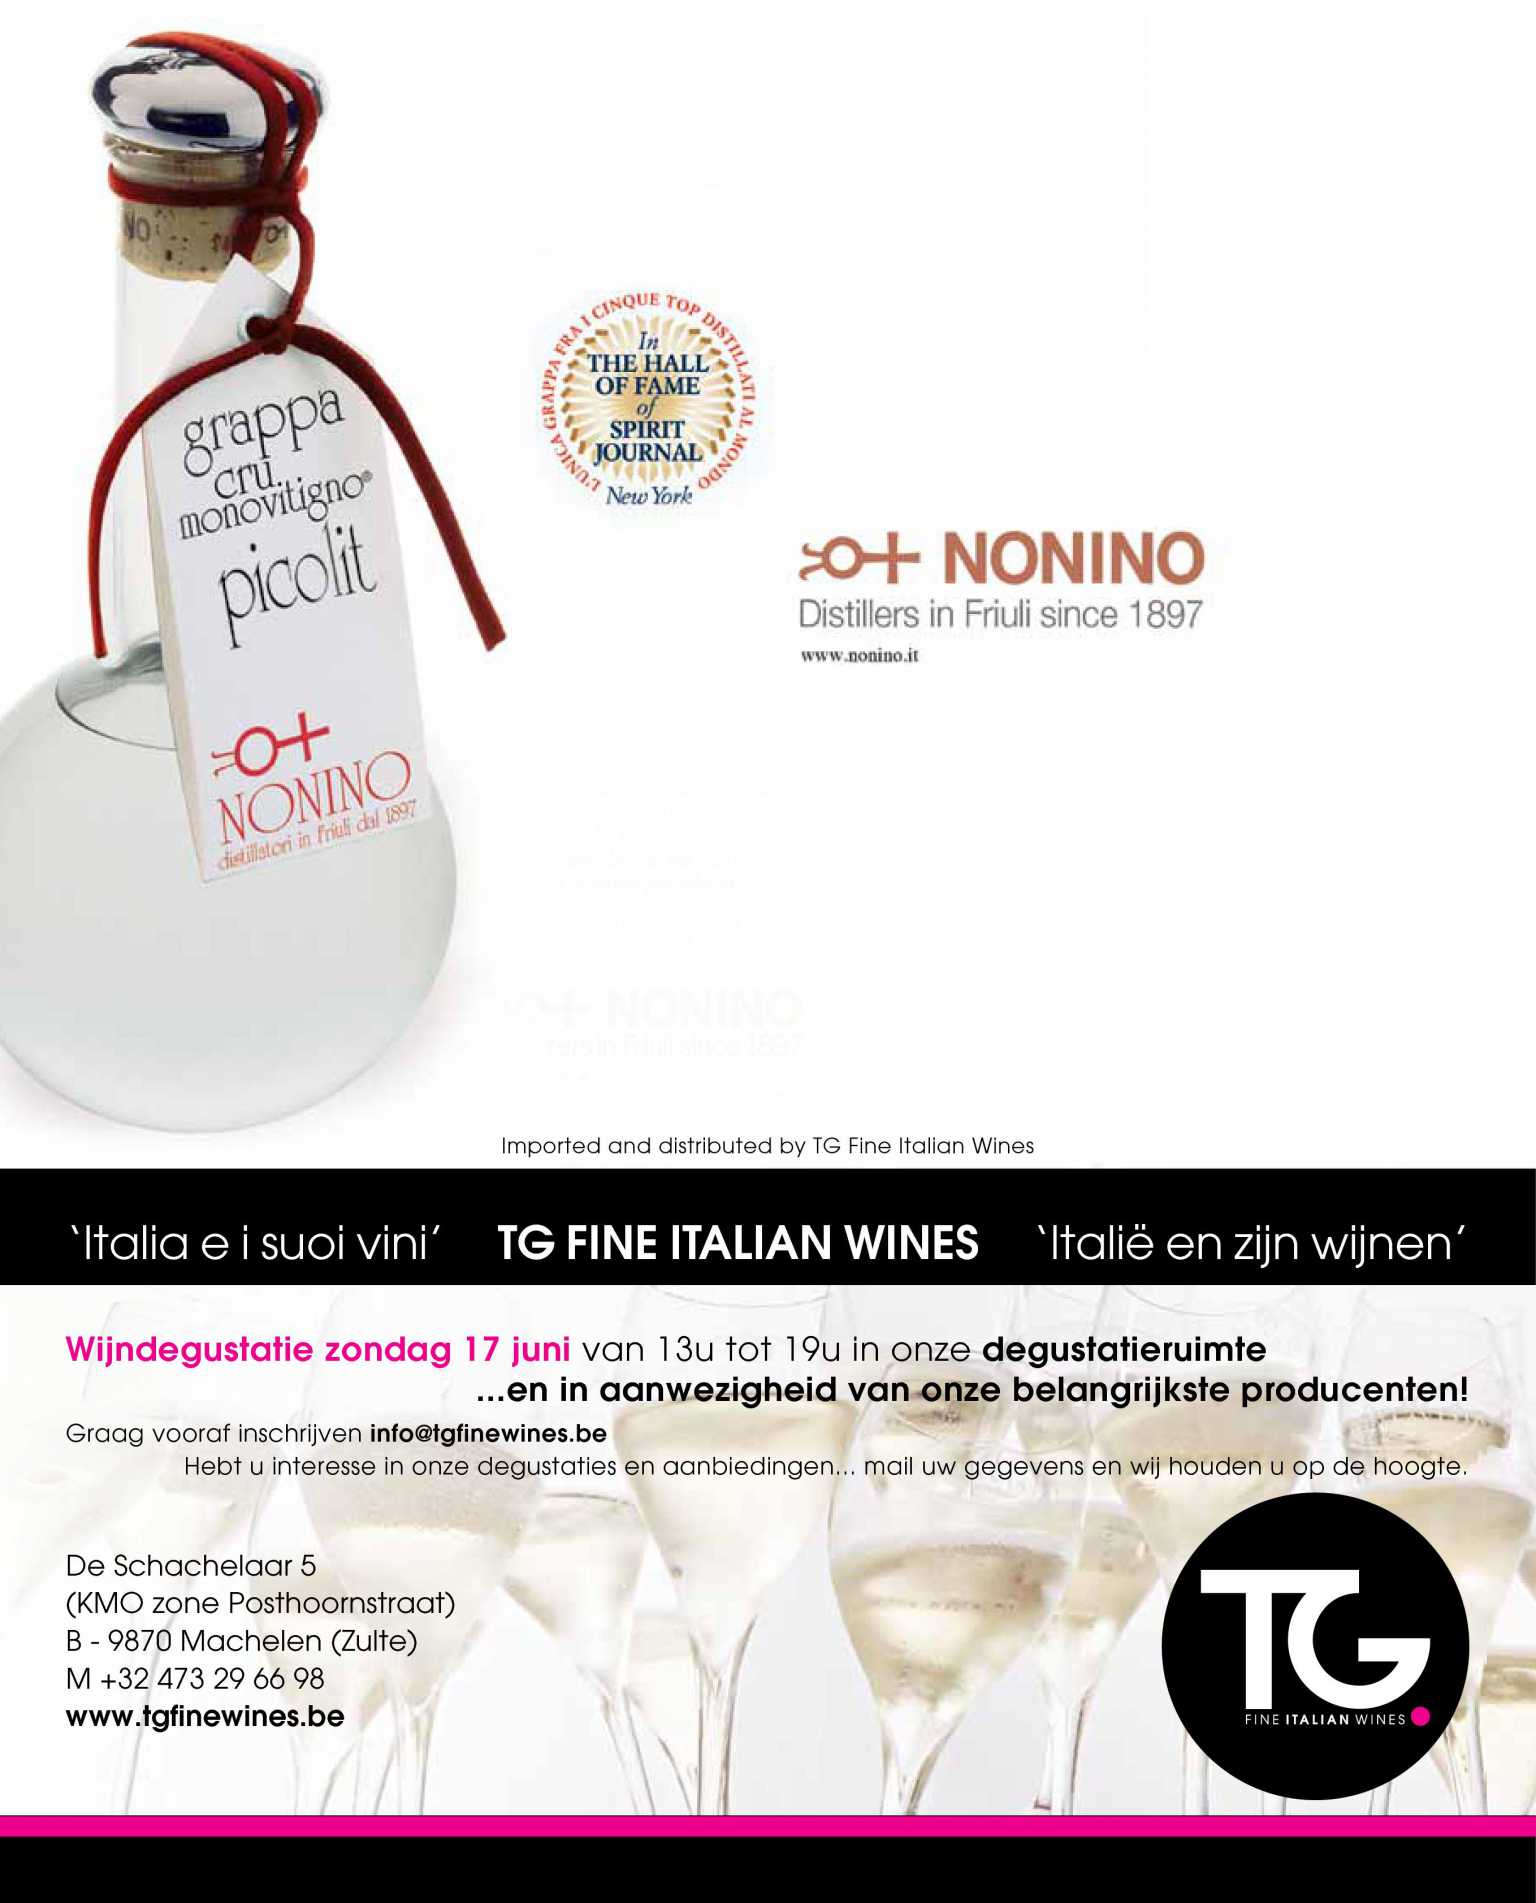 L'UNICA GRAPPA FRA I CINQUE TOP DISTILLATI AL MONDO
In
THE HALL
OF FAME
of
SPIRIT
JOURNAL
New York
grappa
cru
monovitigno®
picolit
NONINO
distillatori in Friuli dal 1897
NONINO
Distillers in Friuli since 1897
www.nonino.it
NONINO
Imported and distributed by TG Fine Italian Wines
‘Italia e i suoi vini’ TG FINE ITALIAN WINES ‘Italië en zijn wijnen’
Wijndegustatie zondag 17 juni van 13u tot 19u in onze degustatieruimte
...en in aanwezigheid van onze belangrijkste producenten!
Graag vooraf inschrijven info@tgfinewines.be
Hebt u interesse in onze degustaties en aanbiedingen... mail uw gegevens en wij houden u op de hoogte.
De Schachelaar 5
(KMO zone Posthoornstraat)
B - 9870 Machelen (Zulte)
M +32 473 29 66 98
www.tgfinewines.be
TG
FINE ITALIAN WINES